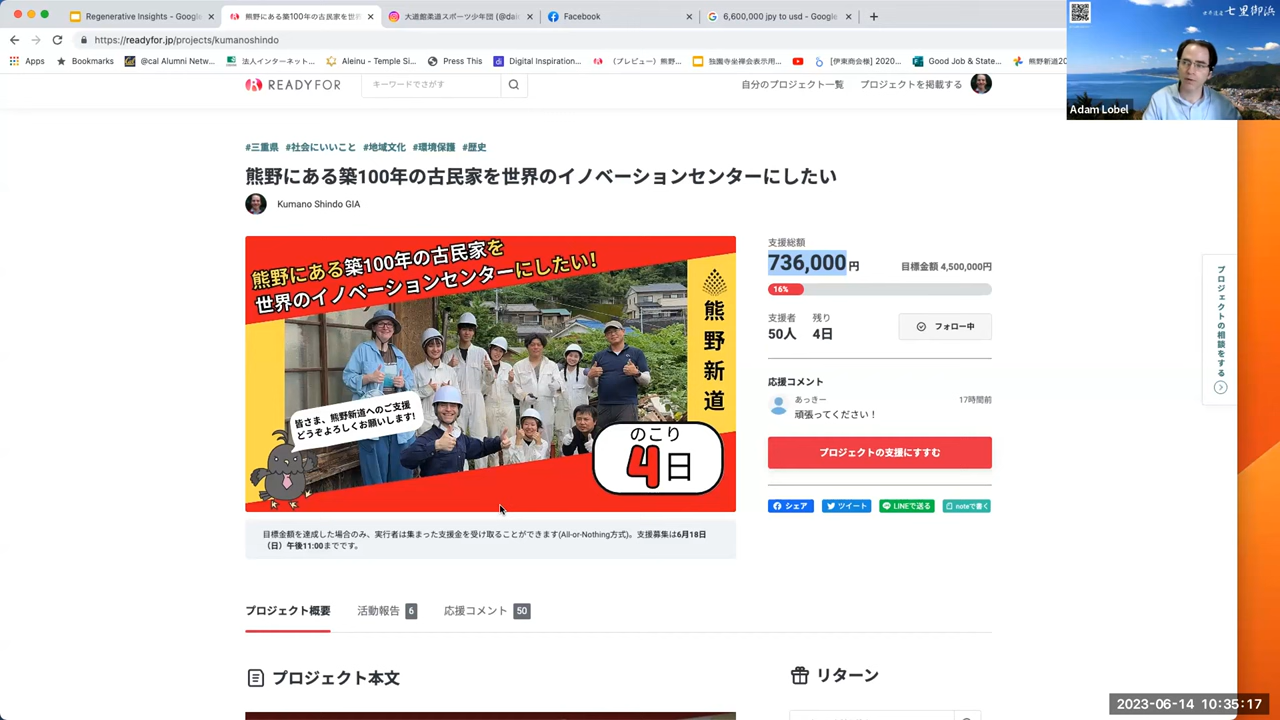 Regenerative Insights - Google
熊野にある築100年の古民家を世界
大道館柔道スポーツ少年団 (@dai
Facebook
6,600,000 jpy to usd - Google
https://readyfor.jp/projects/kumanoshindo
Apps
Bookmarks
@cal Alumni Netw...
法人インターネット...
Aleinu - Temple Si...
Press This
Digital Inspiration...
（プレビュー）熊野...
独園寺坐禅会表示用...
[伊東商会様] 2020...
Good Job & State...
熊野新道20
世界遺産 七里御浜
Adam Lobel
READYFOR
キーワードでさがす
自分のプロジェクト一覧
プロジェクトを掲載する
#三重県 #社会にいいこと #地域文化 #環境保護 #歴史
熊野にある築100年の古民家を世界のイノベーションセンターにしたい
Kumano Shindo GIA
熊野にある築100年の古民家を
世界のイノベーションセンターにしたい!
熊野新道
皆さま、熊野新道へのご支援
どうぞよろしくお願いします!
のこり
4日
支援総額
736,000円
目標金額 4,500,000円
16%
支援者
残り
50人
4日
フォロー中
応援コメント
あっきー
17時間前
頑張ってください！
プロジェクトの支援にすすむ
シェア
ツイート
LINEで送る
noteで書く
プロジェクトの相談をする
目標金額を達成した場合のみ、実行者は集まった支援金を受け取ることができます(All-or-Nothing方式)。支援募集は6月18日
（日）午後11:00までです。
プロジェクト概要
活動報告 6
応援コメント 50
プロジェクト本文
リターン
2023-06-14 10:35:17